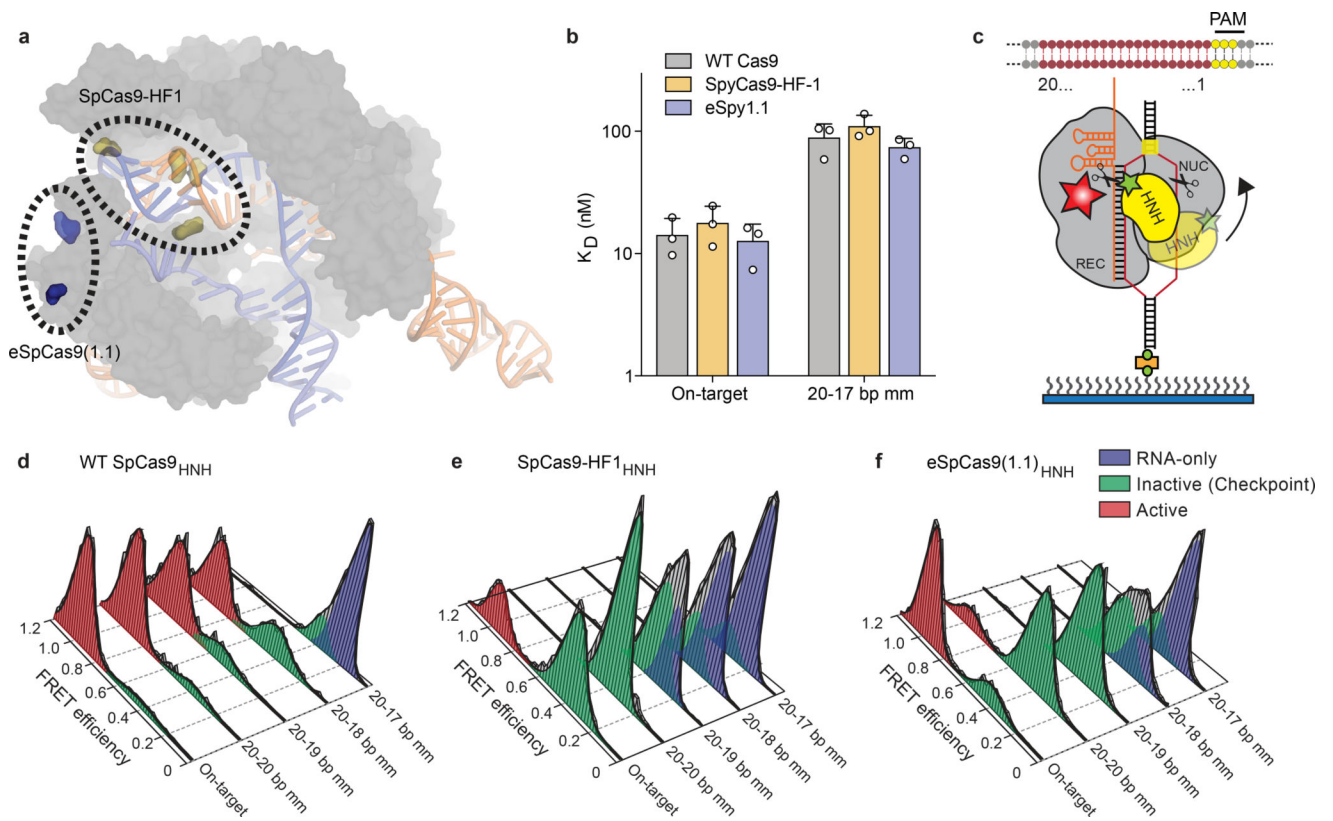 a
SpCas9-HF1
eSpCas9(1.1)
b
WT Cas9
SpyCas9-HF-1
eSpy1.1
K_D (nM)
100
10
1
On-target
20-17 bp mm
c
PAM
20...
...1
NUC
HNH
HNH
REC
d
WT SpCas9_HNH
1.2
1.0
0.8
0.6
0.4
0.2
0
FRET efficiency
On-target
20-20 bp mm
20-19 bp mm
20-18 bp mm
20-17 bp mm
e
SpCas9-HF1_HNH
1.2
1.0
0.8
0.6
0.4
0.2
0
FRET efficiency
On-target
20-20 bp mm
20-19 bp mm
20-18 bp mm
20-17 bp mm
f
eSpCas9(1.1)_HNH
RNA-only
Inactive (Checkpoint)
Active
1.2
1.0
0.8
0.6
0.4
0.2
0
FRET efficiency
On-target
20-20 bp mm
20-19 bp mm
20-18 bp mm
20-17 bp mm